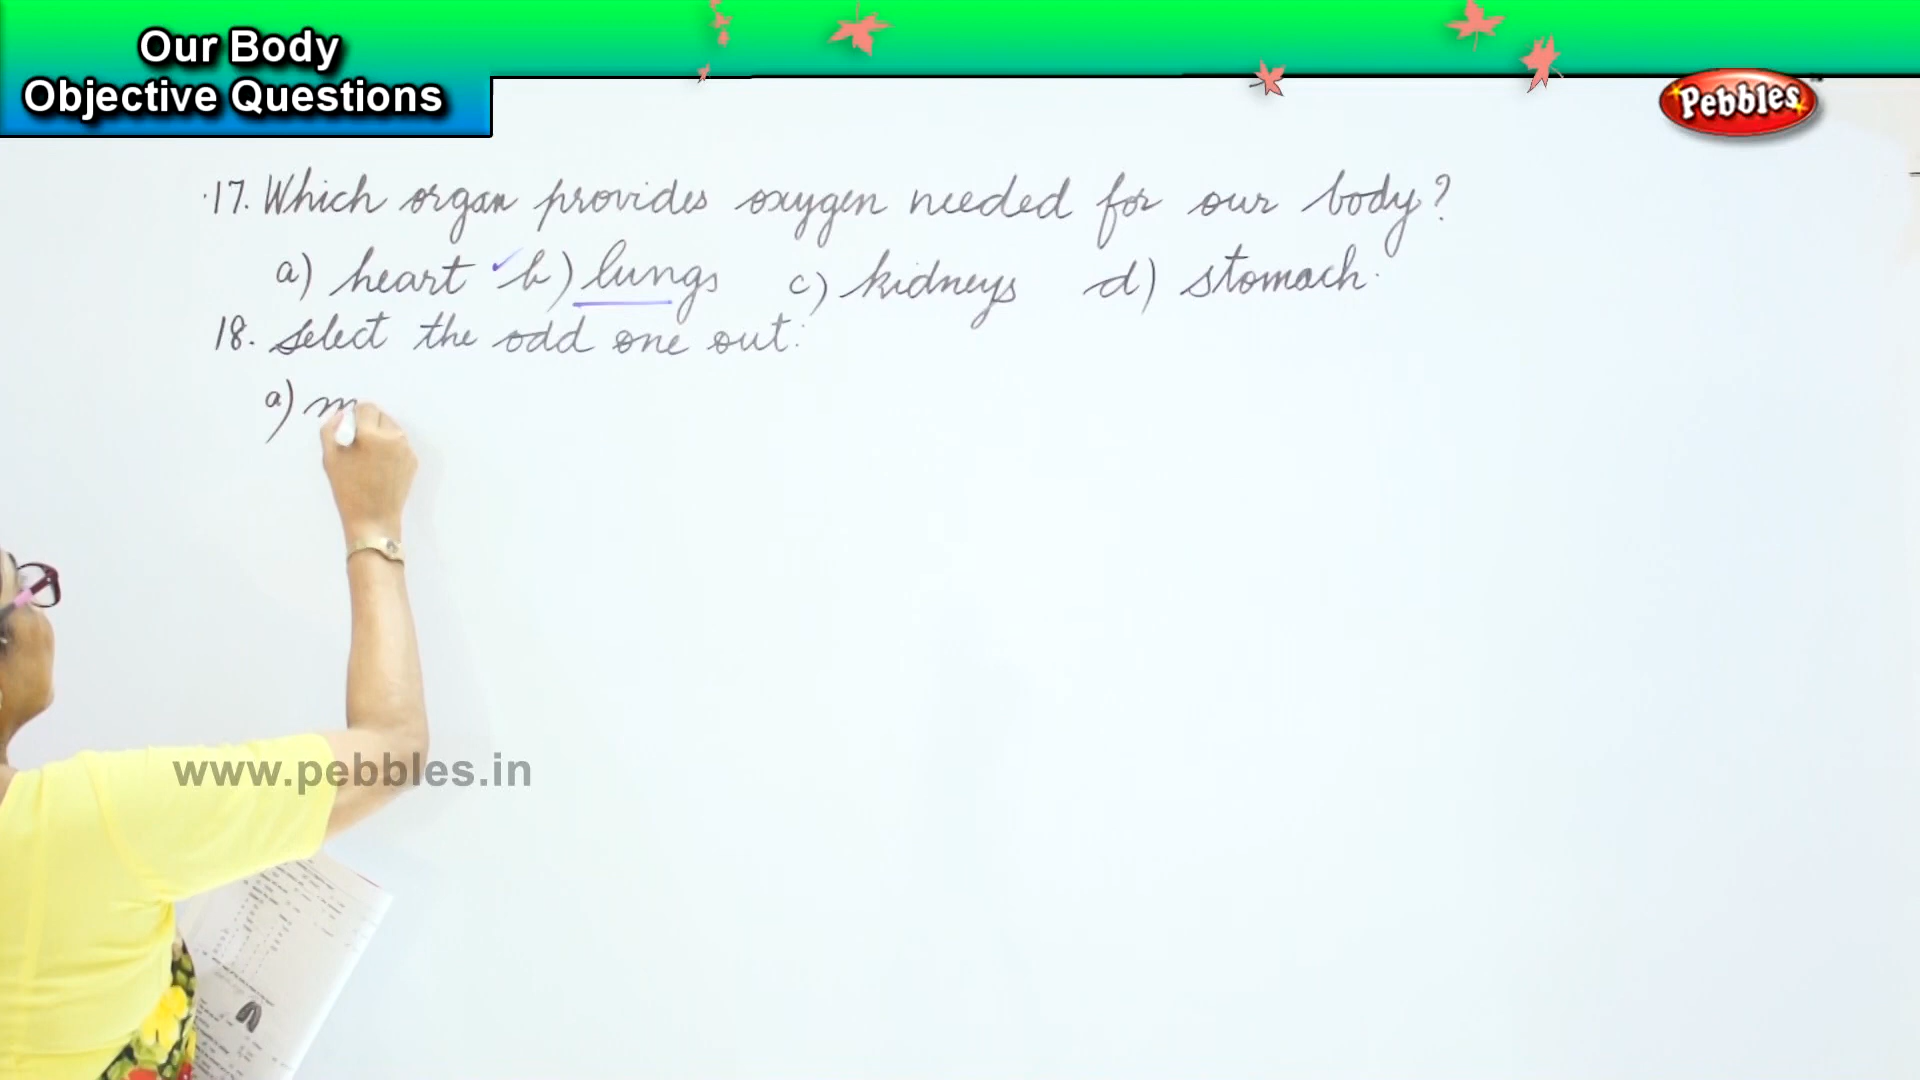 Our Body
Objective Questions
Pebbles
17. Which organ provides oxygen needed for our body?
a) heart b) lungs c) kidneys d) stomach.
18. Select the odd one out:
a) m
www.pebbles.in